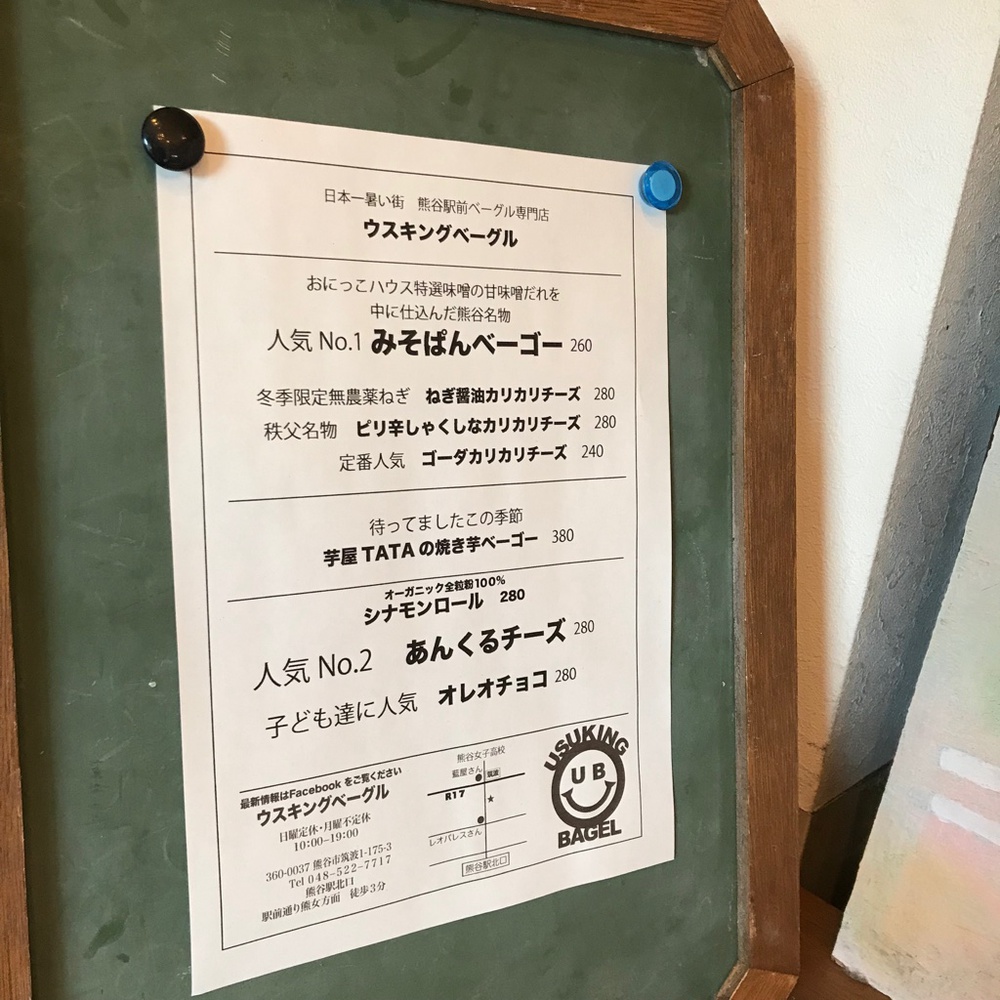 日本一暑い街　熊谷駅前ベーグル専門店
ウスキングベーグル
おにっこハウス特選味噌の甘味噌だれを
中に仕込んだ熊谷名物
人気 No.1 みそぱんベーゴー 260
冬季限定無農薬ねぎ　ねぎ醤油カリカリチーズ　280
秩父名物　ピリ辛しゃくしなカリカリチーズ　280
定番人気　ゴーダカリカリチーズ　240
待ってましたこの季節
芋屋TATAの焼き芋ベーゴー　380
オーガニック全粒粉100%
シナモンロール　280
人気 No.2　あんくるチーズ 280
子ども達に人気　オレオチョコ 280
最新情報はFacebook をご覧ください
ウスキングベーグル
日曜定休・月曜不定休
10:00−19:00
360-0037 熊谷市筑波1-175-3
Tel 048−522−7717
熊谷駅北口
駅前通り熊女方面　徒歩3分
熊谷女子高校
藍屋さん
筑波
R17
★
レオパレスさん
熊谷駅北口
USUKING
UB
BAGEL